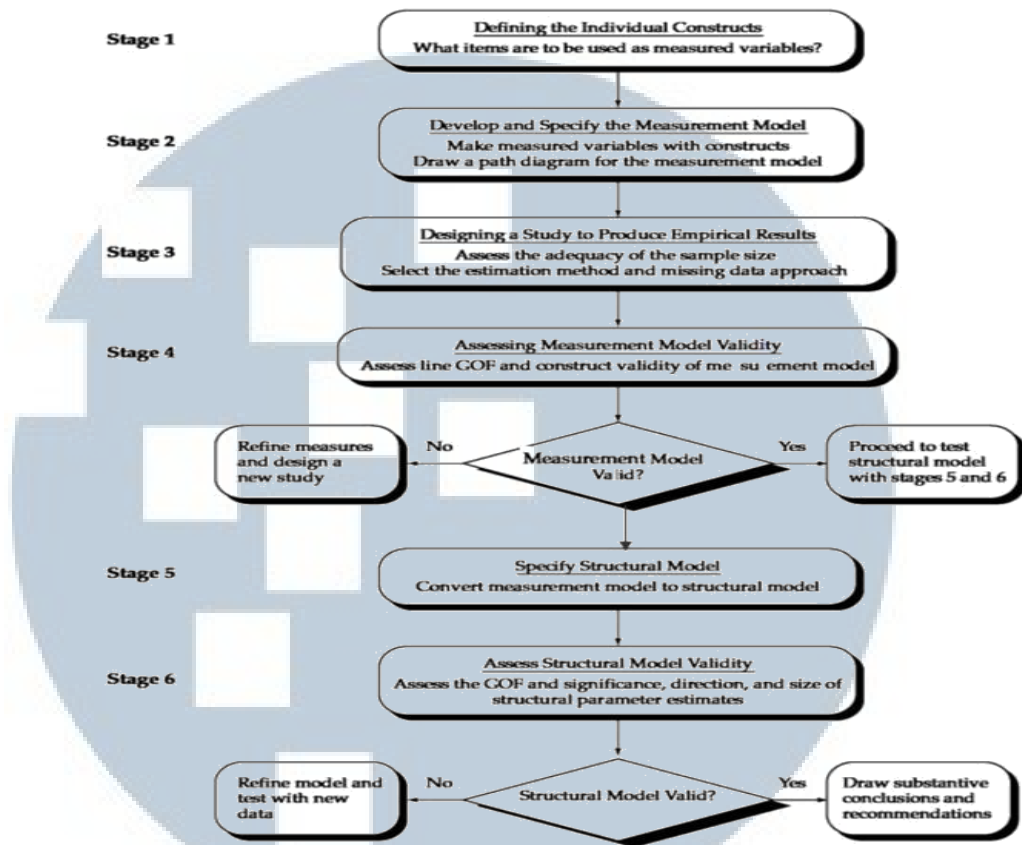 Stage 1
Defining the Individual Constructs
What items are to be used as measured variables?
Stage 2
Develop and Specify the Measurement Model
Make measured variables with constructs
Draw a path diagram for the measurement model
Stage 3
Designing a Study to Produce Empirical Results
Assess the adequacy of the sample size
Select the estimation method and missing data approach
Stage 4
Assessing Measurement Model Validity
Assess line GOF and construct validity of me su ement model
Refine measures
and design a
new study
No
Measurement Model
Valid?
Yes
Proceed to test
structural model
with stages 5 and 6
Stage 5
Specify Structural Model
Convert measurement model to structural model
Stage 6
Assess Structural Model Validity
Assess the GOF and significance, direction, and size of
structural parameter estimates
Refine model and
test with new
data
No
Structural Model Valid?
Yes
Draw substantive
conclusions and
recommendations